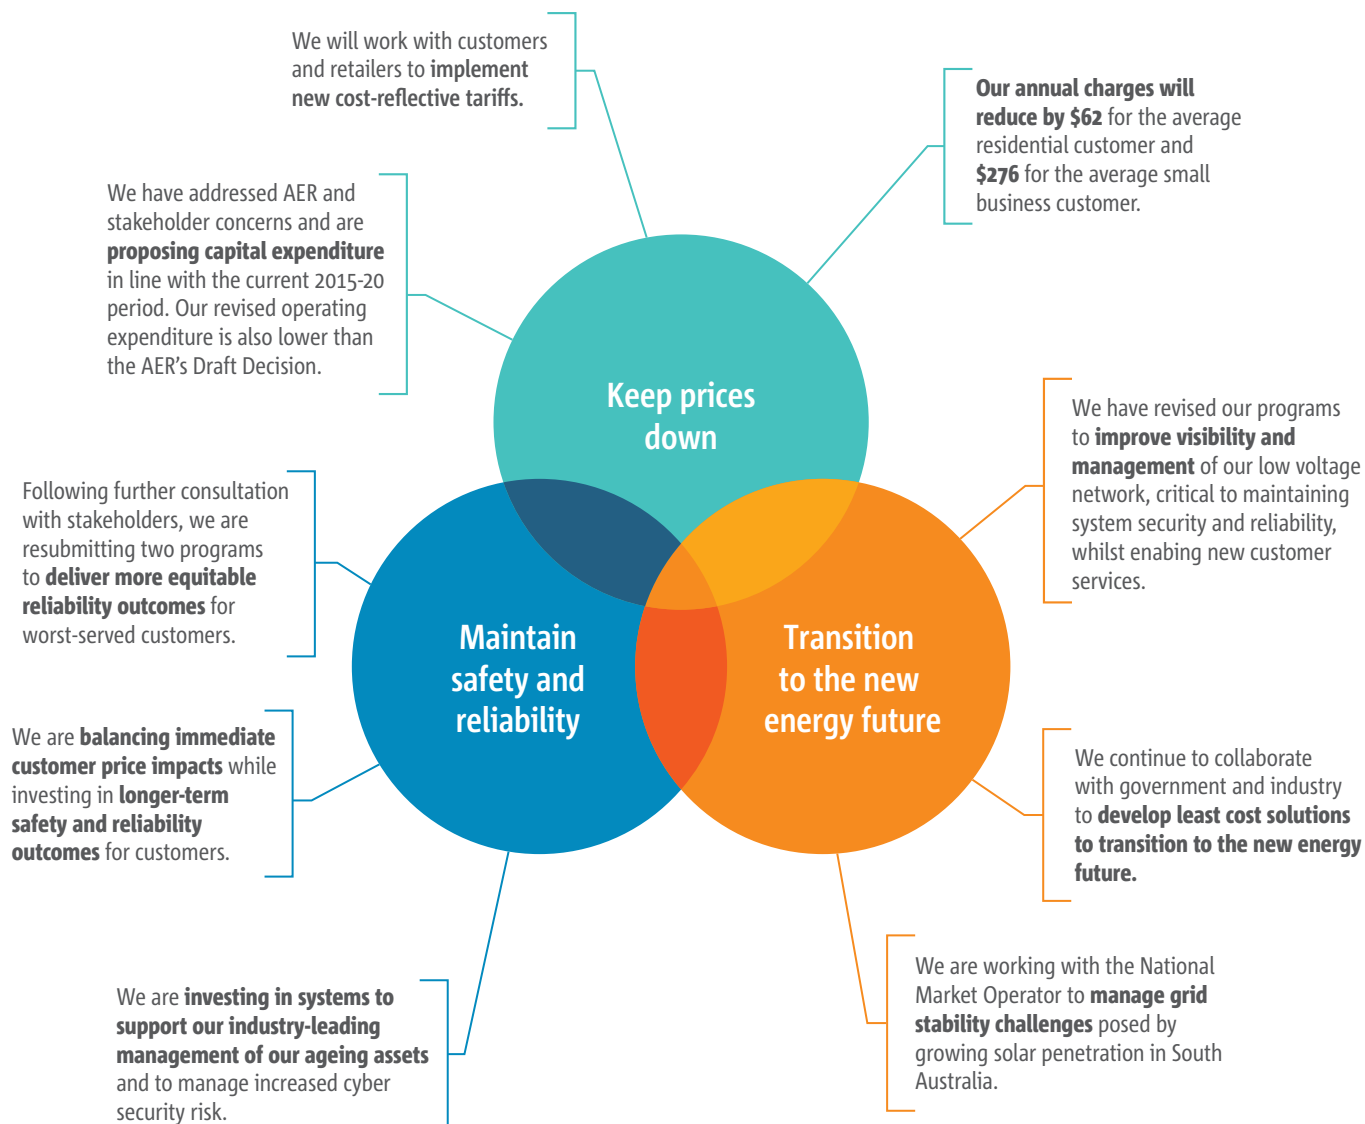 We will work with customers
and retailers to implement
new cost-reflective tariffs.
Our annual charges will
reduce by $62 for the average
residential customer and
$276 for the average small
business customer.
We have addressed AER and
stakeholder concerns and are
proposing capital expenditure
in line with the current 2015-20
period. Our revised operating
expenditure is also lower than
the AER's Draft Decision.
Keep prices
down
We have revised our programs
to improve visibility and
management of our low voltage
network, critical to maintaining
system security and reliability,
whilst enabing new customer
services.
Following further consultation
with stakeholders, we are
resubmitting two programs
to deliver more equitable
reliability outcomes for
worst-served customers.
Maintain
safety and
reliability
Transition
to the new
energy future
We are balancing immediate
customer price impacts while
investing in longer-term
safety and reliability
outcomes for customers.
We continue to collaborate
with government and industry
to develop least cost solutions
to transition to the new energy
future.
We are investing in systems to
support our industry-leading
management of our ageing assets
and to manage increased cyber
security risk.
We are working with the National
Market Operator to manage grid
stability challenges posed by
growing solar penetration in South
Australia.